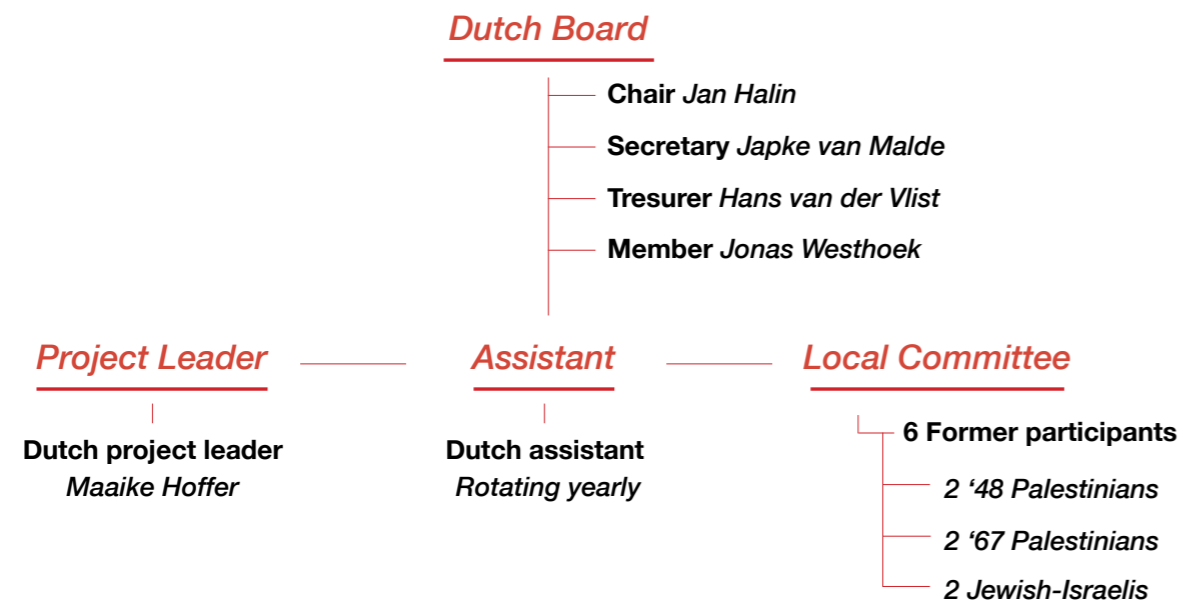 Dutch Board
Chair Jan Halin
Secretary Japke van Malde
Tresurer Hans van der Vlist
Member Jonas Westhoek
Project Leader
Dutch project leader
Maaike Hoffer
Assistant
Dutch assistant
Rotating yearly
Local Committee
6 Former participants
2 ‘48 Palestinians
2 ‘67 Palestinians
2 Jewish-Israelis